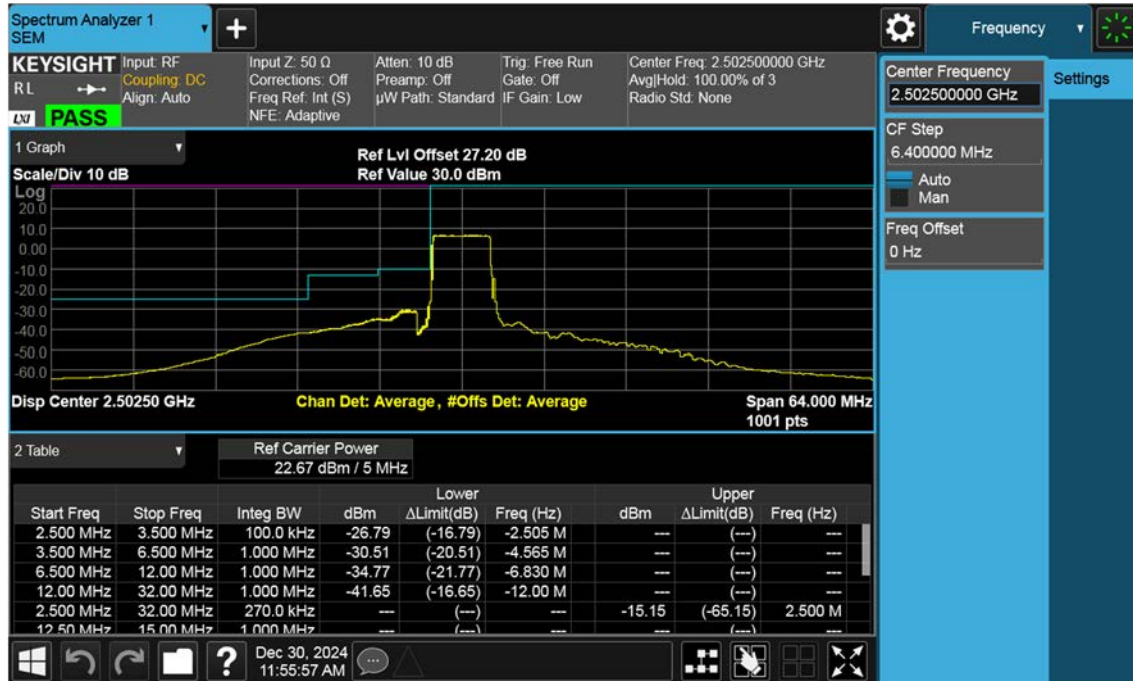 Spectrum Analyzer 1
SEM
Frequency
KEYSIGHT
RL
LXI
PASS
Input: RF
Coupling: DC
Align: Auto
Input Z: 50 Ω
Corrections: Off
Freq Ref: Int (S)
NFE: Adaptive
Atten: 10 dB
Preamp: Off
µW Path: Standard
Trig: Free Run
Gate: Off
IF Gain: Low
Center Freq: 2.502500000 GHz
Avg|Hold: 100.00% of 3
Radio Std: None
Center Frequency
2.502500000 GHz
Settings
CF Step
6.400000 MHz
Auto
Man
Freq Offset
0 Hz
1 Graph
Scale/Div 10 dB
Ref Lvl Offset 27.20 dB
Ref Value 30.0 dBm
Log
20.0
10.0
0.00
-10.0
-20.0
-30.0
-40.0
-50.0
-60.0
Disp Center 2.50250 GHz
Chan Det: Average, #Offs Det: Average
Span 64.000 MHz
1001 pts
2 Table
Ref Carrier Power
22.67 dBm / 5 MHz
Lower Upper
Start Freq Stop Freq Integ BW dBm ΔLimit(dB) Freq (Hz) dBm ΔLimit(dB) Freq (Hz)
2.500 MHz 3.500 MHz 100.0 kHz -26.79 (-16.79) -2.505 M --- (---) ---
3.500 MHz 6.500 MHz 1.000 MHz -30.51 (-20.51) -4.565 M --- (---) ---
6.500 MHz 12.00 MHz 1.000 MHz -34.77 (-21.77) -6.830 M --- (---) ---
12.00 MHz 32.00 MHz 1.000 MHz -41.65 (-16.65) -12.00 M --- (---) ---
2.500 MHz 32.00 MHz 270.0 kHz --- (---) --- -15.15 (-65.15) 2.500 M
12.50 MHz 15.00 MHz 1.000 MHz --- (---) --- --- (---) ---
?
Dec 30, 2024
11:55:57 AM